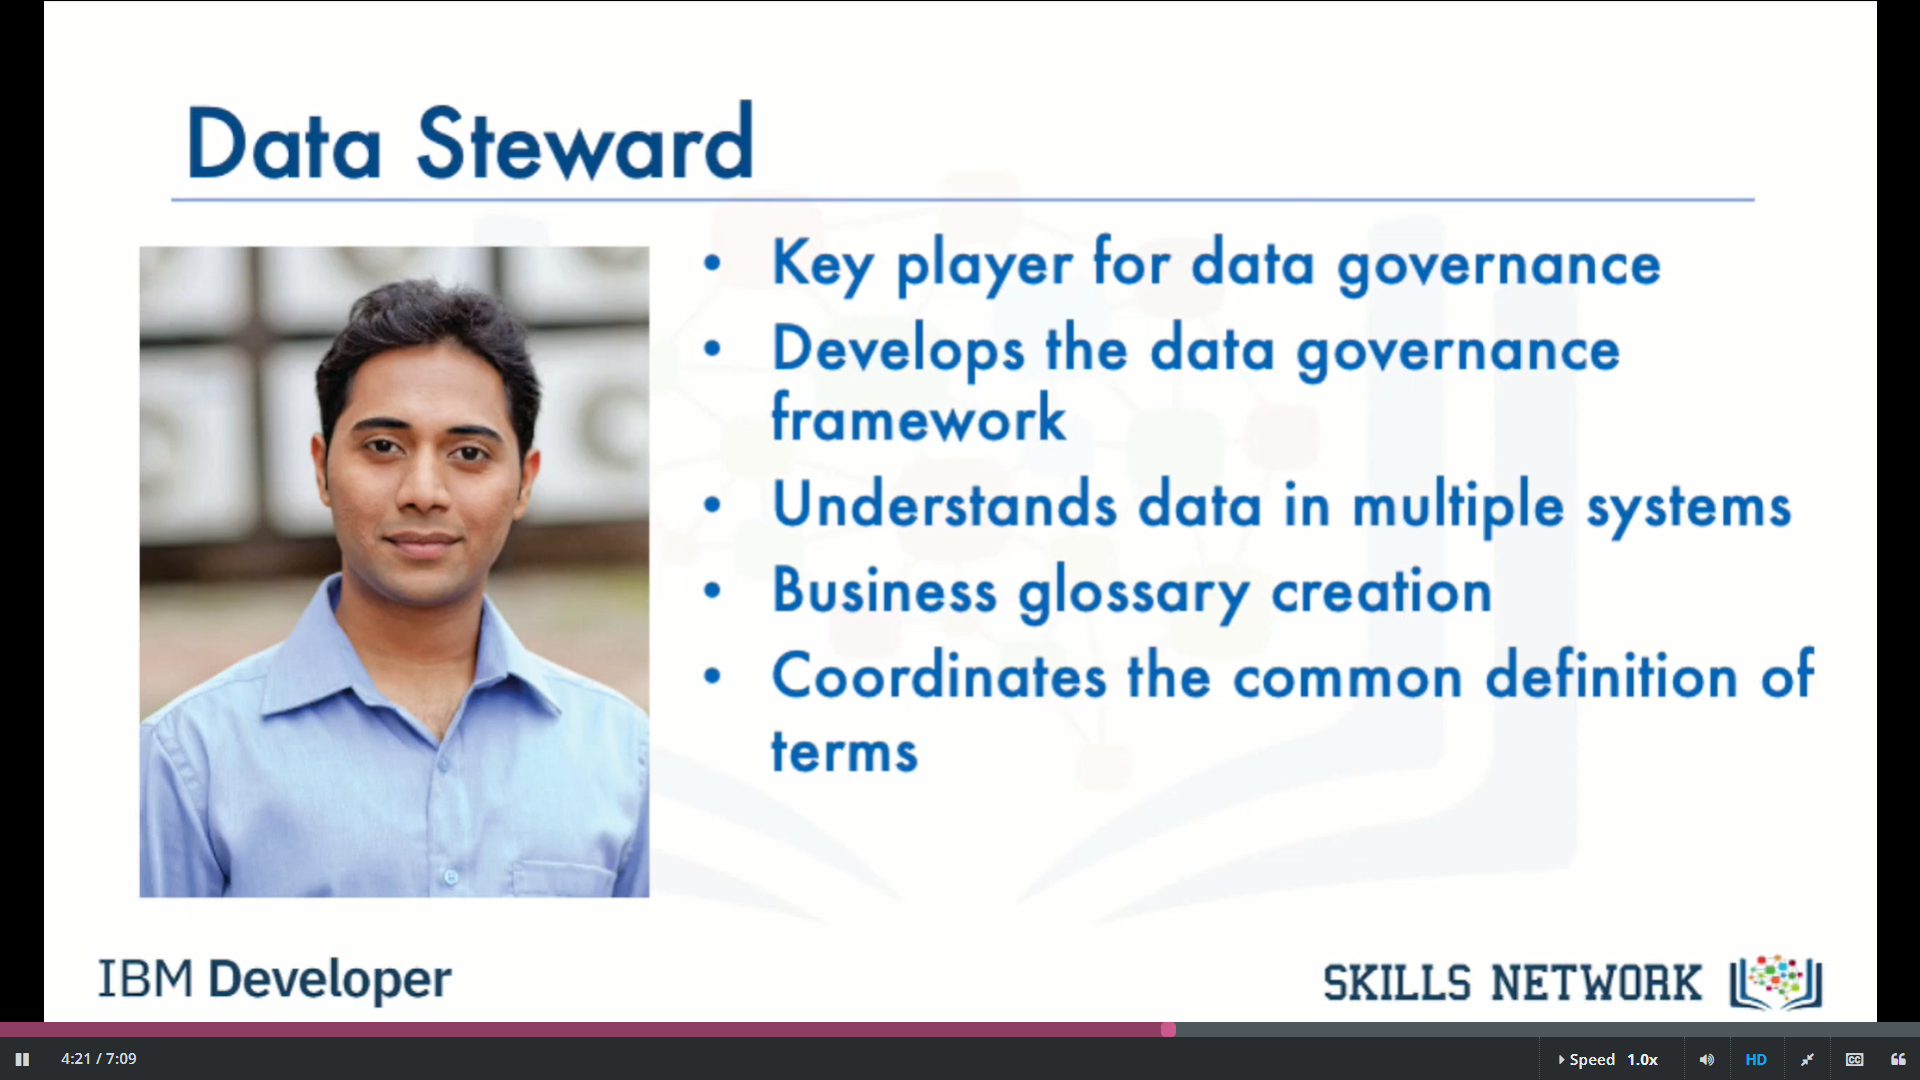 Data Steward
• Key player for data governance
• Develops the data governance
framework
• Understands data in multiple systems
• Business glossary creation
• Coordinates the common definition of
terms
IBM Developer
SKILLS NETWORK
4:21 / 7:09
Speed 1.0x
HD
CC